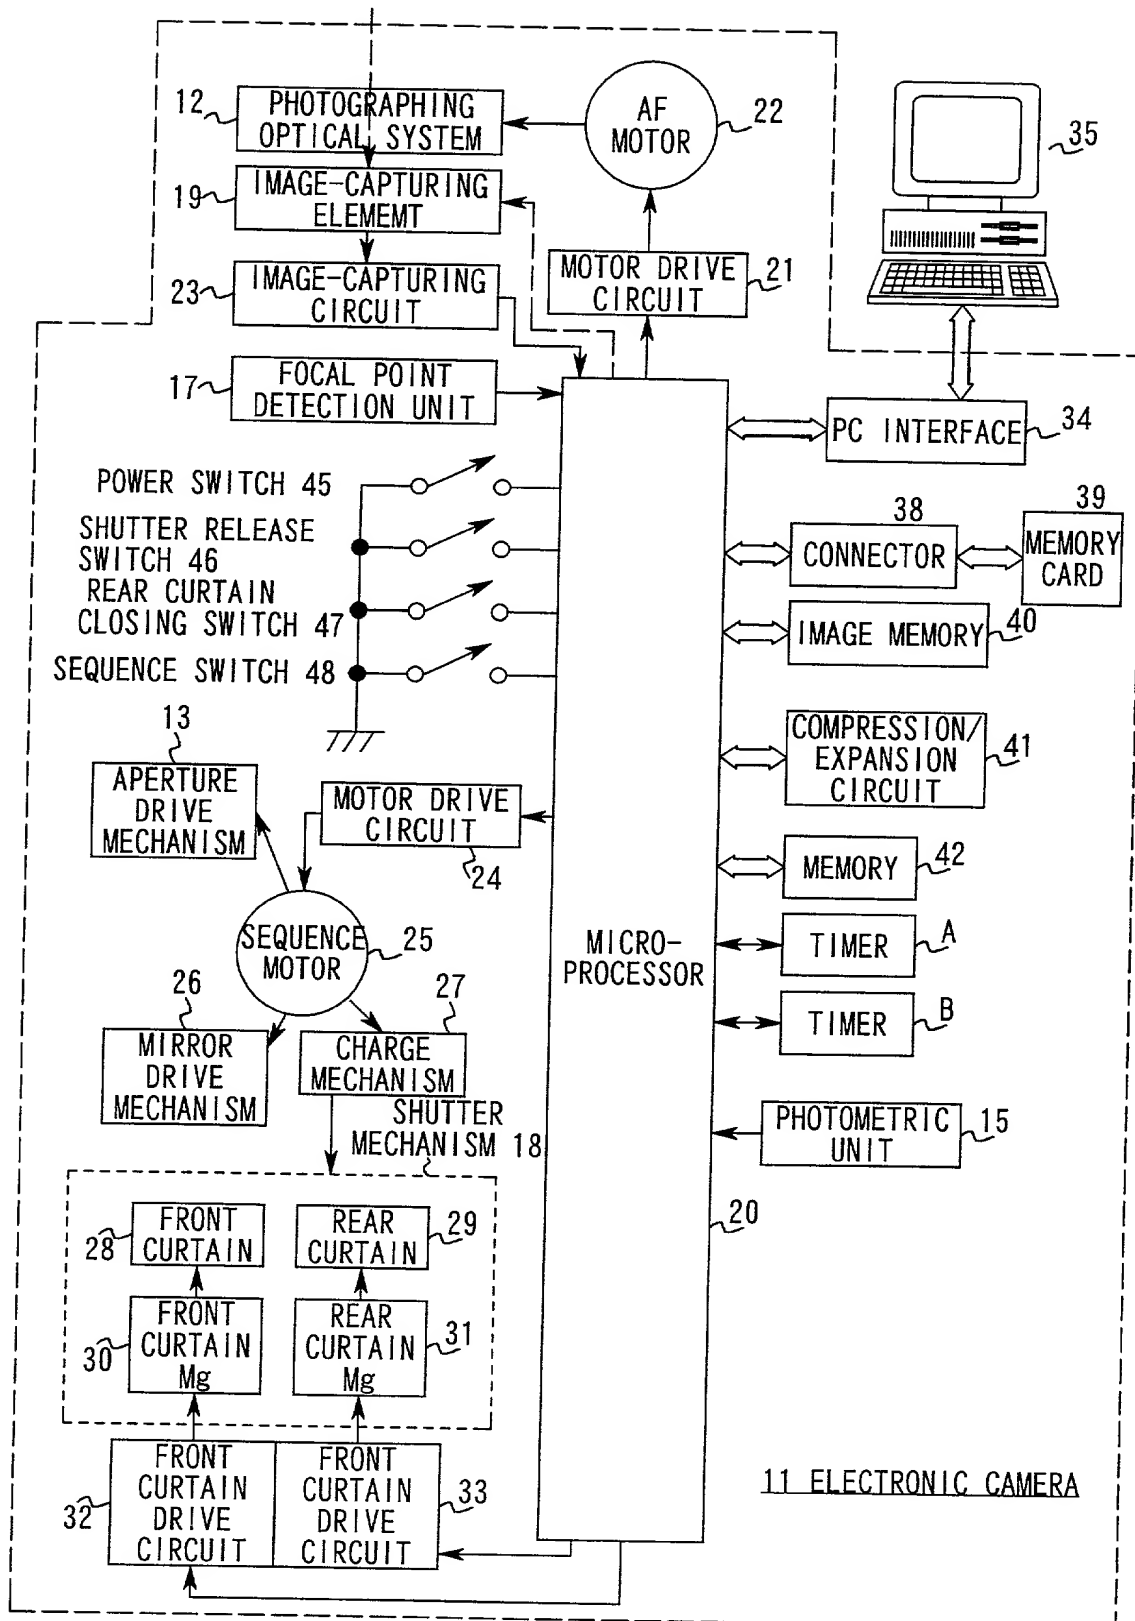 12
PHOTOGRAPHING
OPTICAL SYSTEM
AF
MOTOR
22
35
19
IMAGE-CAPTURING
ELEMEMT
23
IMAGE-CAPTURING
CIRCUIT
MOTOR DRIVE
CIRCUIT
21
17
FOCAL POINT
DETECTION UNIT
PC INTERFACE
34
POWER SWITCH 45
SHUTTER RELEASE
SWITCH 46
REAR CURTAIN
CLOSING SWITCH 47
SEQUENCE SWITCH 48
38
CONNECTOR
39
MEMORY
CARD
IMAGE MEMORY
40
COMPRESSION/
EXPANSION
CIRCUIT
41
13
APERTURE
DRIVE
MECHANISM
MOTOR DRIVE
CIRCUIT
24
MEMORY
42
SEQUENCE
MOTOR
25
MICRO-
PROCESSOR
TIMER
A
TIMER
B
26
MIRROR
DRIVE
MECHANISM
27
CHARGE
MECHANISM
SHUTTER
MECHANISM 18
PHOTOMETRIC
UNIT
15
20
28
FRONT
CURTAIN
REAR
CURTAIN
29
30
FRONT
CURTAIN
Mg
REAR
CURTAIN
Mg
31
32
FRONT
CURTAIN
DRIVE
CIRCUIT
FRONT
CURTAIN
DRIVE
CIRCUIT
33
11 ELECTRONIC CAMERA